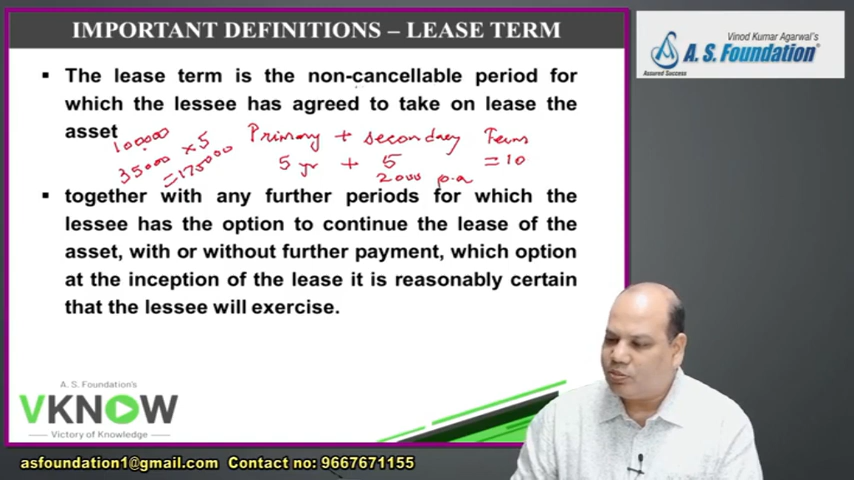 IMPORTANT DEFINITIONS – LEASE TERM
Vinod Kumar Agarwal's
A. S. Foundation
Assured Success
▪ The lease term is the non-cancellable period for
which the lessee has agreed to take on lease the
asset
100000
35000 × 5
=175000
Primary + secondary Term
5 yr + 5 =10
2000 p.a
▪ together with any further periods for which the
lessee has the option to continue the lease of the
asset, with or without further payment, which option
at the inception of the lease it is reasonably certain
that the lessee will exercise.
A. S. Foundation's
VKNOW
Victory of Knowledge
asfoundation1@gmail.com Contact no: 9667671155